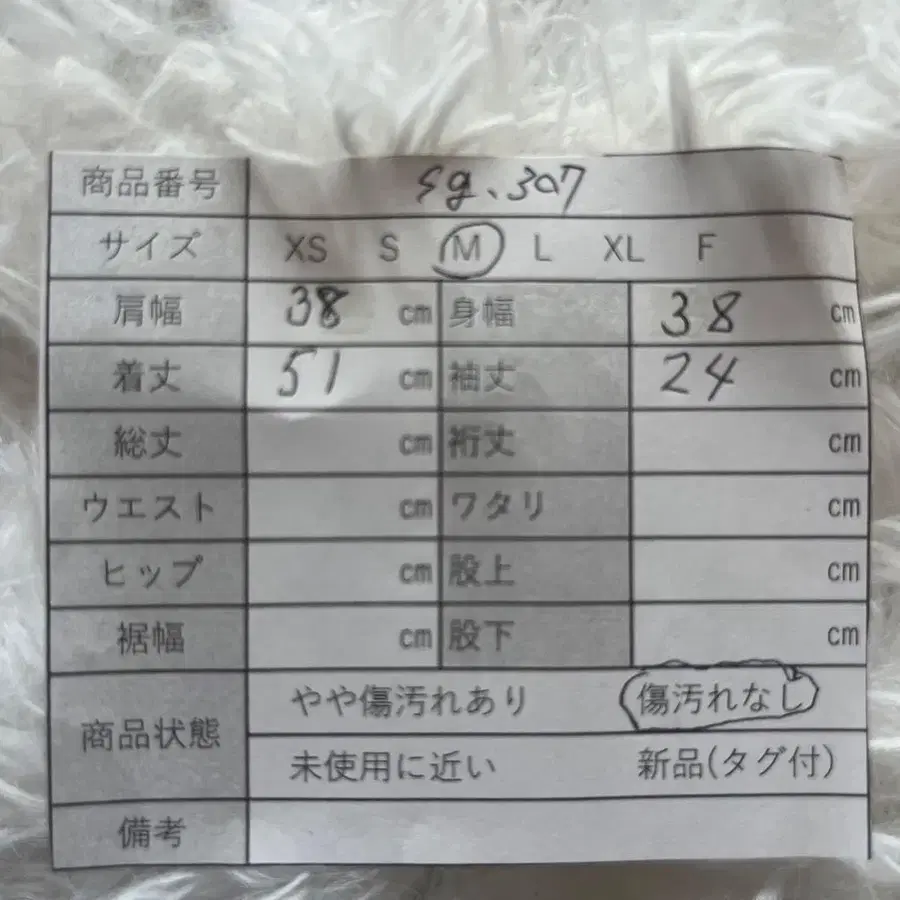 商品番号 sg.307
サイズ XS S M L XL F
肩幅 38 cm 身幅 38 cm
着丈 51 cm 袖丈 24 cm
総丈 cm 裄丈 cm
ウエスト cm ワタリ cm
ヒップ cm 股上 cm
裾幅 cm 股下 cm
商品状態 やや傷汚れあり 傷汚れなし
未使用に近い 新品(タグ付)
備考